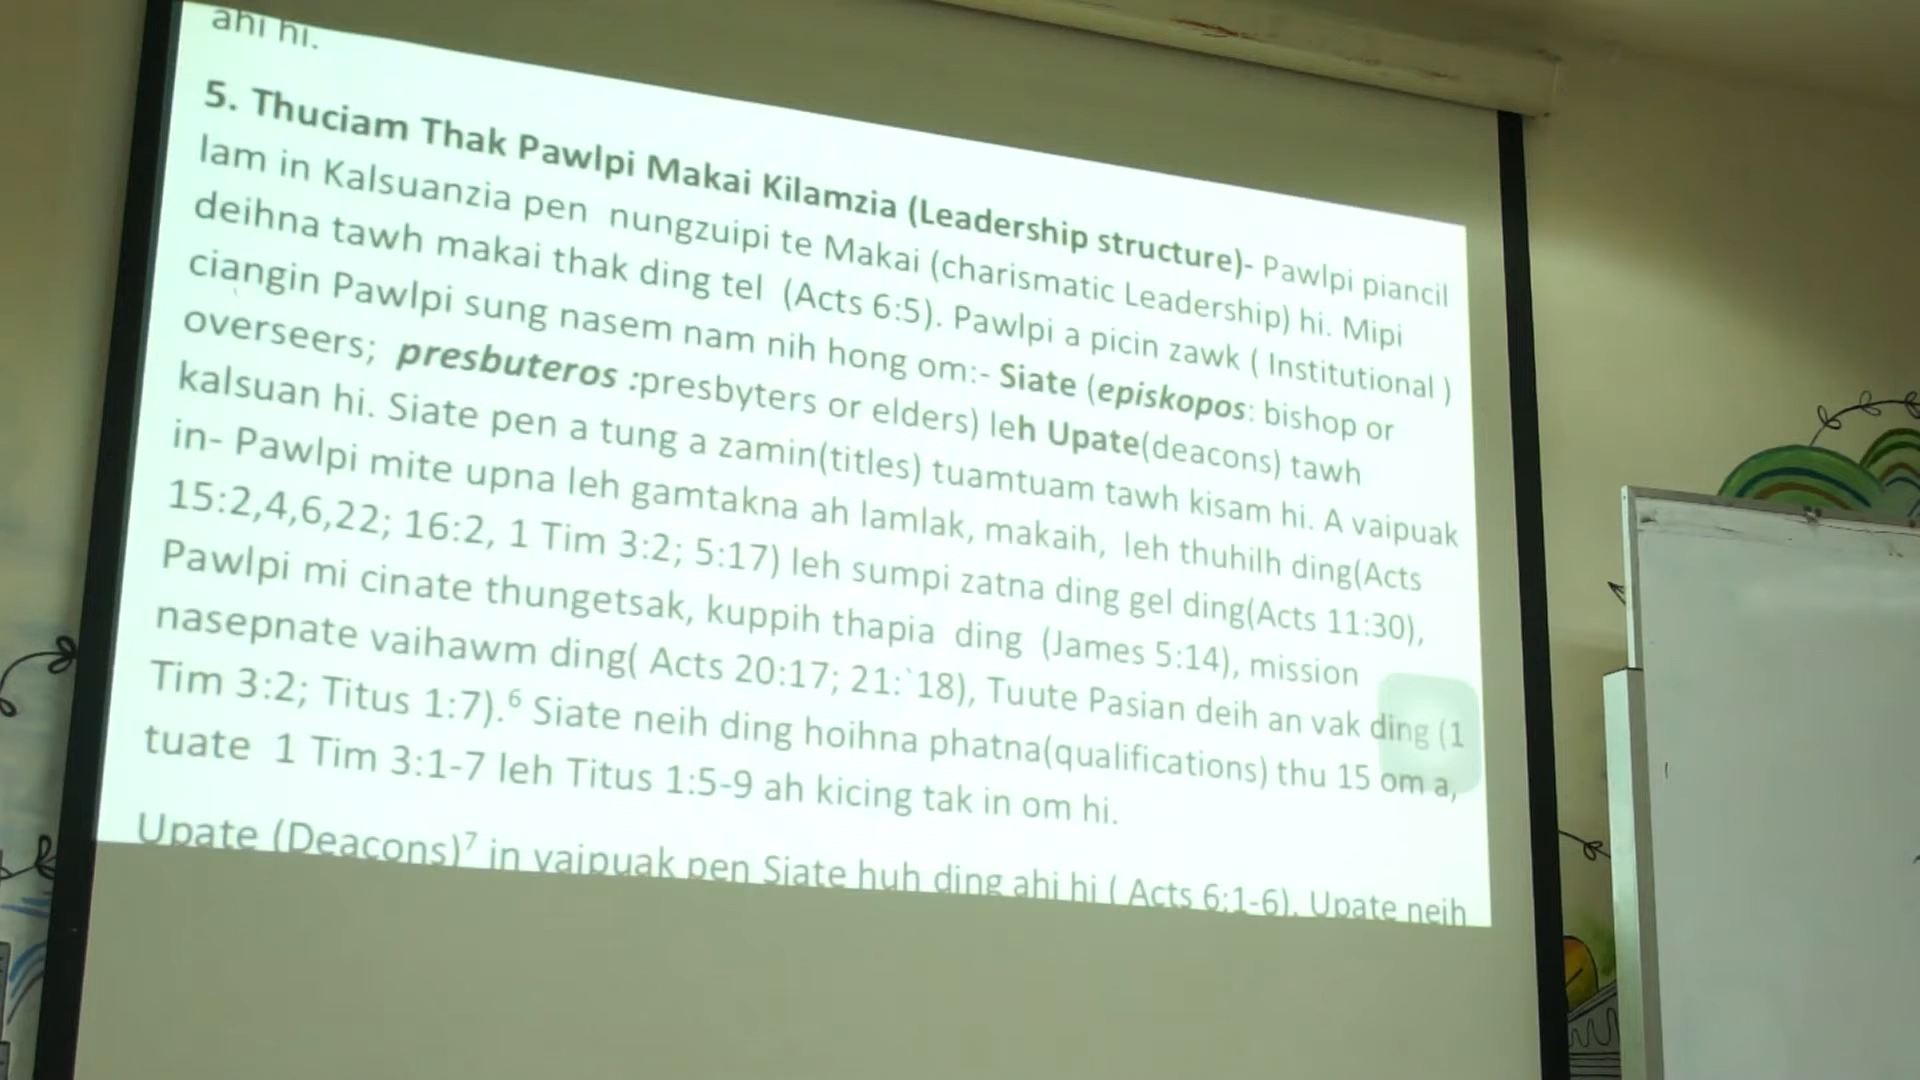 ahi hi.
5. Thuciam Thak Pawlpi Makai Kilamzia (Leadership structure)- Pawlpi piancil
lam in Kalsuanzia pen nungzuipi te Makai (charismatic Leadership) hi. Mipi
deihna tawh makai thak ding tel (Acts 6:5). Pawlpi a picin zawk ( Institutional )
ciangin Pawlpi sung nasem nam nih hong om:- Siate (episkopos: bishop or
overseers; presbuteros :presbyters or elders) leh Upate(deacons) tawh
kalsuan hi. Siate pen a tung a zamin(titles) tuamtuam tawh kisam hi. A vaipuak
in- Pawlpi mite upna leh gamtakna ah lamlak, makaih, leh thuhilh ding(Acts
15:2,4,6,22; 16:2, 1 Tim 3:2; 5:17) leh sumpi zatna ding gel ding(Acts 11:30),
Pawlpi mi cinate thungetsak, kuppih thapia ding (James 5:14), mission
nasepnate vaihawm ding( Acts 20:17; 21:`18), Tuute Pasian deih an vak ding (1
Tim 3:2; Titus 1:7).6 Siate neih ding hoihna phatna(qualifications) thu 15 om a,
tuate 1 Tim 3:1-7 leh Titus 1:5-9 ah kicing tak in om hi.
Upate (Deacons)7 in vaipuak pen Siate huh ding ahi hi ( Acts 6:1-6). Upate neih